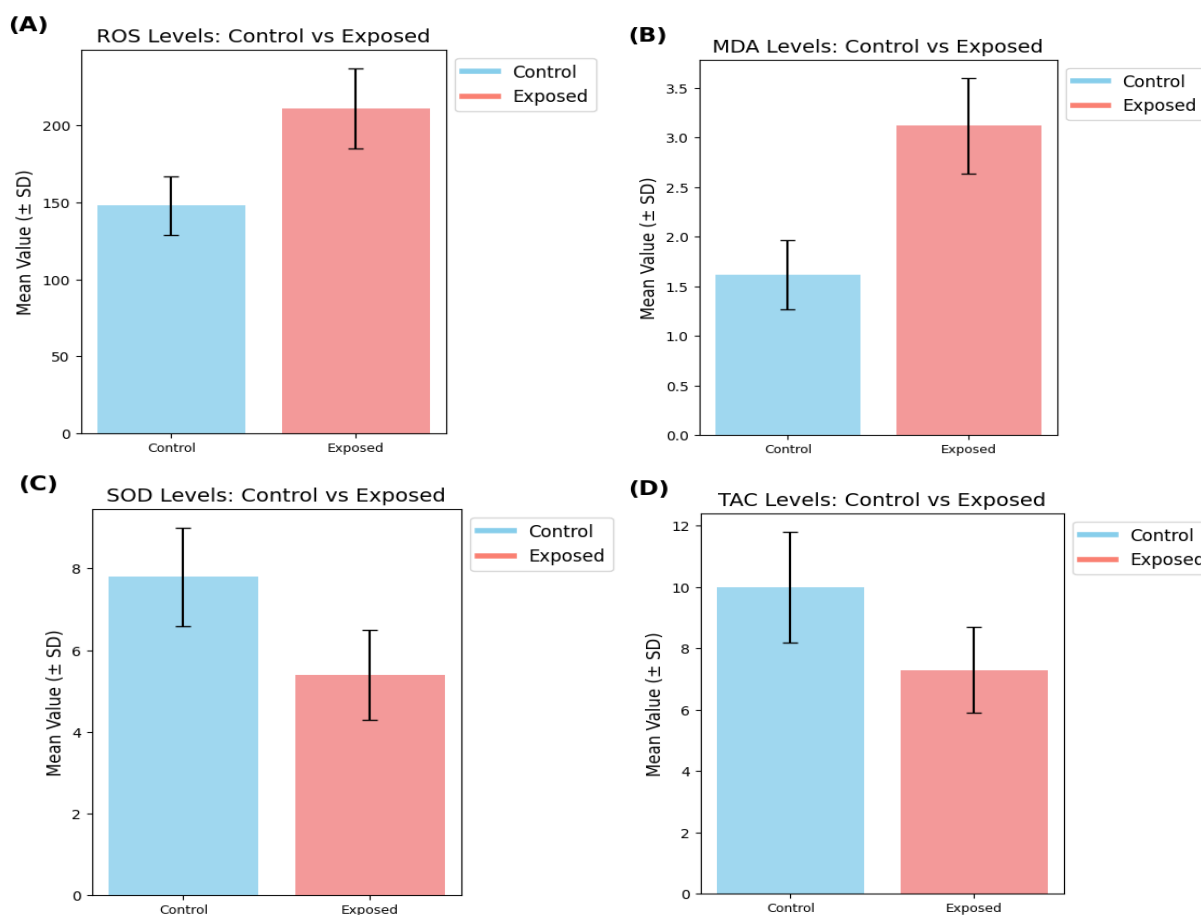 (A)
ROS Levels: Control vs Exposed
Control
Exposed
Mean Value (± SD)
200
150
100
50
0
Control
Exposed
(B)
MDA Levels: Control vs Exposed
Control
Exposed
Mean Value (± SD)
3.5
3.0
2.5
2.0
1.5
1.0
0.5
0.0
Control
Exposed
(C)
SOD Levels: Control vs Exposed
Control
Exposed
Mean Value (± SD)
8
6
4
2
0
Control
Exposed
(D)
TAC Levels: Control vs Exposed
Control
Exposed
Mean Value (± SD)
12
10
8
6
4
2
0
Control
Exposed